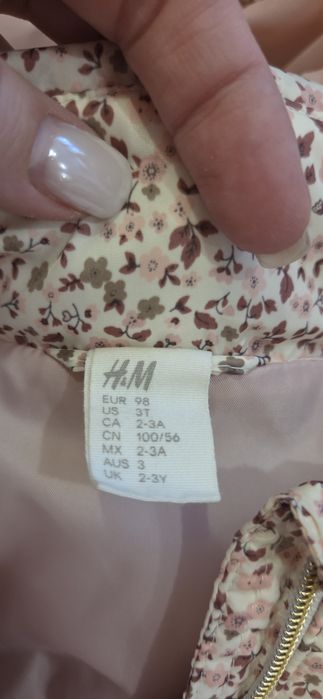 H&M
EUR 98
US 3T
CA 2-3A
CN 100/56
MX 2-3A
AUS 3
UK 2-3Y